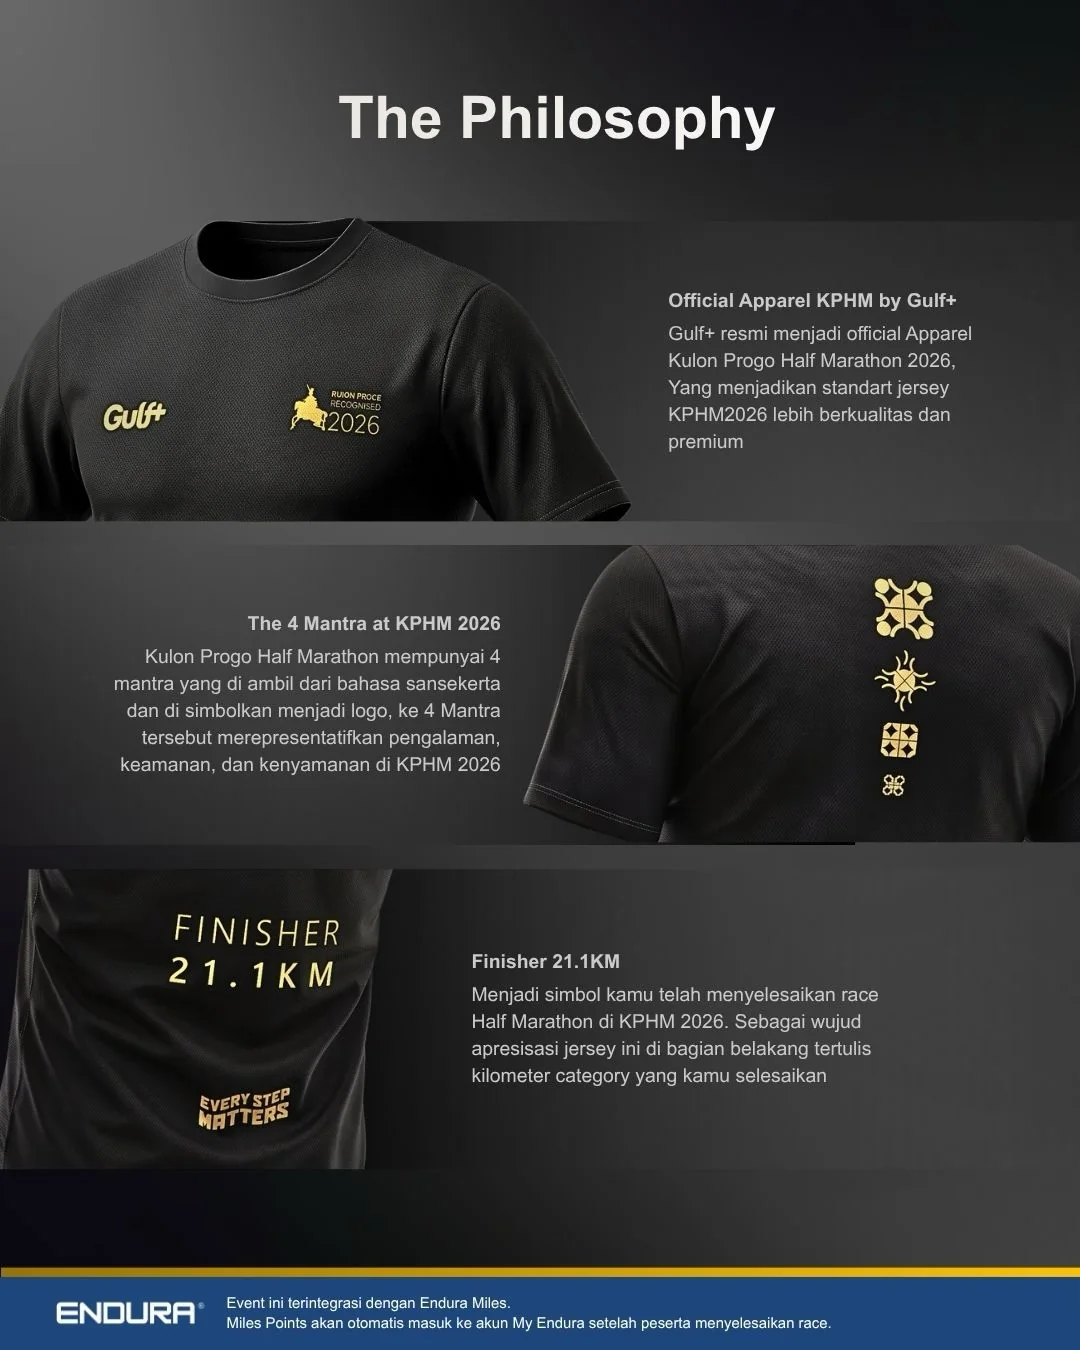 The Philosophy
Gulf+
RUION PROCE
RECOGNISED
2026
Official Apparel KPHM by Gulf+
Gulf+ resmi menjadi official Apparel
Kulon Progo Half Marathon 2026,
Yang menjadikan standart jersey
KPHM2026 lebih berkualitas dan
premium
The 4 Mantra at KPHM 2026
Kulon Progo Half Marathon mempunyai 4
mantra yang di ambil dari bahasa sansekerta
dan di simbolkan menjadi logo, ke 4 Mantra
tersebut merepresentatifkan pengalaman,
keamanan, dan kenyamanan di KPHM 2026
FINISHER
21.1KM
EVERY STEP
MATTERS
Finisher 21.1KM
Menjadi simbol kamu telah menyelesaikan race
Half Marathon di KPHM 2026. Sebagai wujud
apresisasi jersey ini di bagian belakang tertulis
kilometer category yang kamu selesaikan
ENDURA®
Event ini terintegrasi dengan Endura Miles.
Miles Points akan otomatis masuk ke akun My Endura setelah peserta menyelesaikan race.